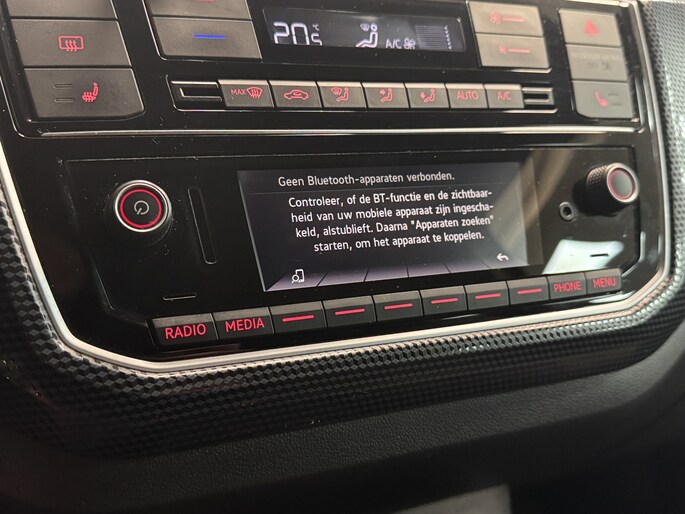 20.5 °C A/C
MAX AUTO A/C
Geen Bluetooth-apparaten verbonden.
Controleer, of de BT-functie en de zichtbaar-
heid van uw mobiele apparaat zijn ingescha-
keld, alstublieft. Daarna "Apparaten zoeken"
starten, om het apparaat te koppelen.
RADIO MEDIA PHONE MENU